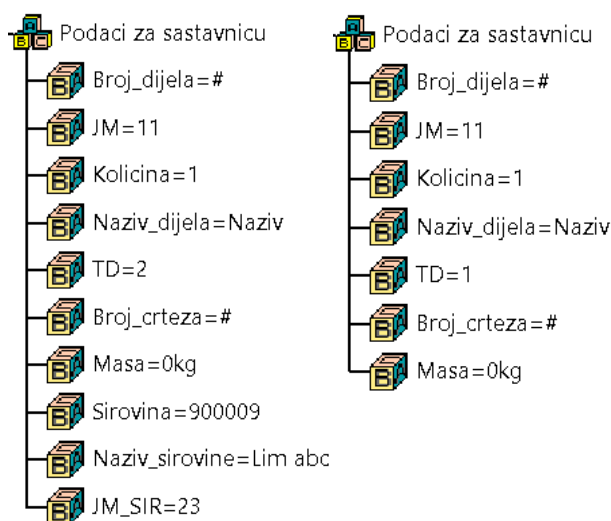 Podaci za sastavnicu
Broj_dijela=#
JM=11
Kolicina=1
Naziv_dijela=Naziv
TD=2
Broj_crteza=#
Masa=0kg
Sirovina=900009
Naziv_sirovine=Lim abc
JM_SIR=23
Podaci za sastavnicu
Broj_dijela=#
JM=11
Kolicina=1
Naziv_dijela=Naziv
TD=1
Broj_crteza=#
Masa=0kg